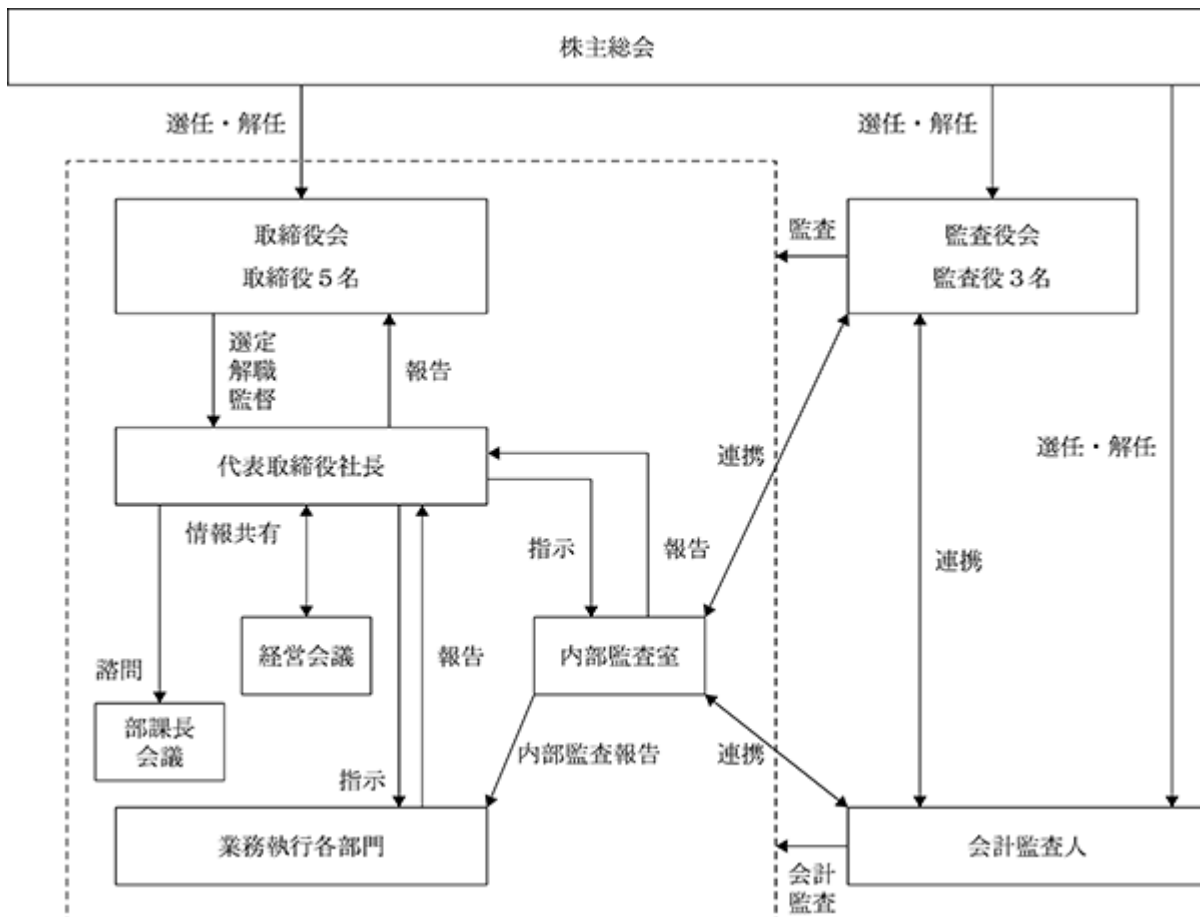 株主総会
選任・解任
選任・解任
取締役会
取締役5名
監査
監査役会
監査役3名
選定
解職
監督
報告
代表取締役社長
連携
選任・解任
情報共有
指示
報告
連携
経営会議
報告
内部監査室
諮問
部課長
会議
内部監査報告
連携
指示
業務執行各部門
会計監査人
会計
監査